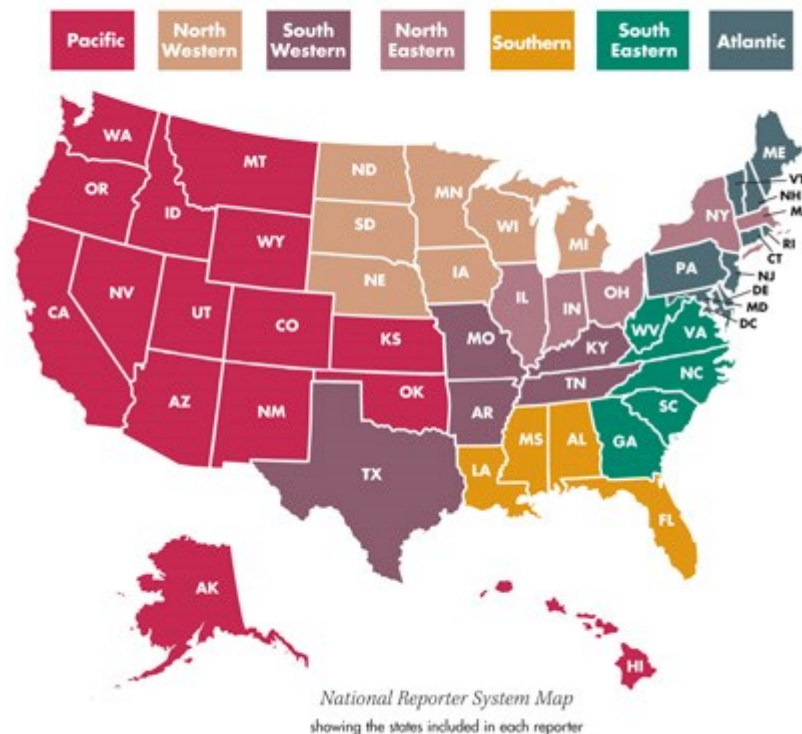 Pacific
North
Western
South
Western
North
Eastern
Southern
South
Eastern
Atlantic
WA
MT
ND
MN
ME
VT
OR
ID
SD
WI
MI
NY
NH
M
RI
CT
WY
NE
IA
PA
NJ
DE
MD
DC
CA
NV
UT
CO
KS
MO
IL
IN
OH
WV
VA
KY
AZ
NM
OK
AR
TN
NC
SC
TX
LA
MS
AL
GA
FL
AK
HI
National Reporter System Map
showing the states included in each reporter